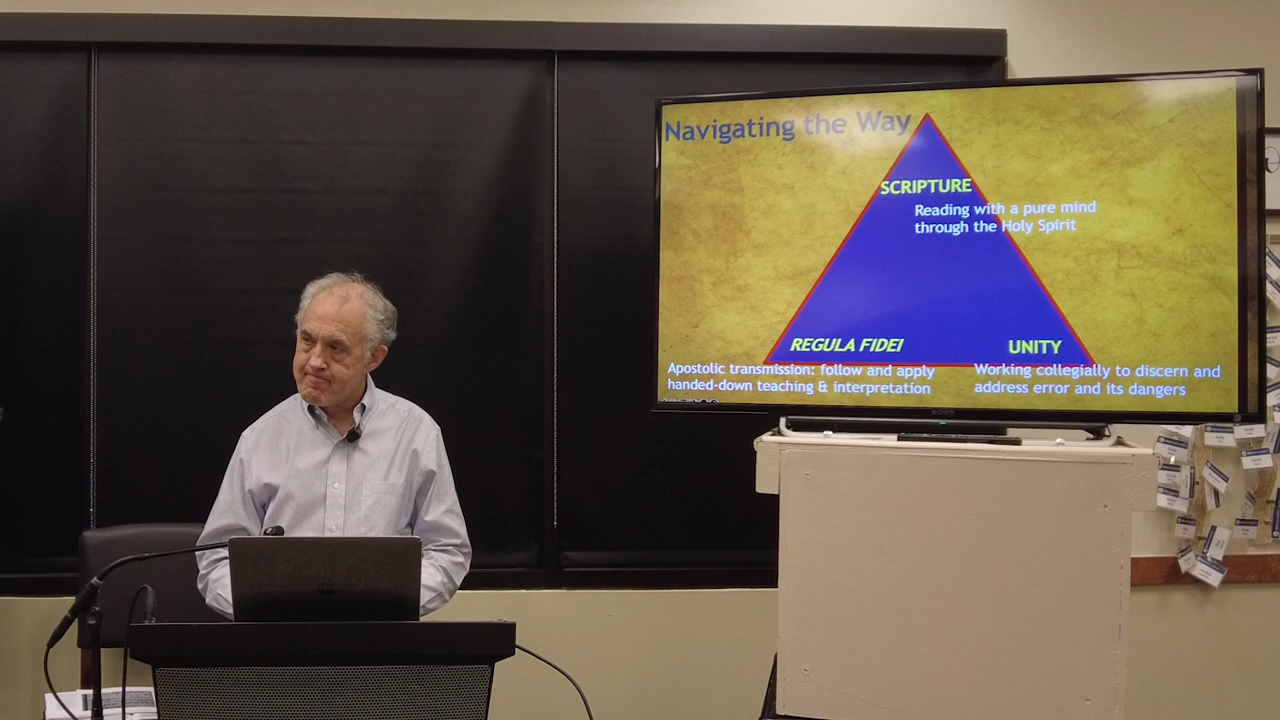 Navigating the Way
SCRIPTURE
Reading with a pure mind
through the Holy Spirit
REGULA FIDEI
Apostolic transmission: follow and apply
handed-down teaching & interpretation
UNITY
Working collegially to discern and
address error and its dangers
SONY